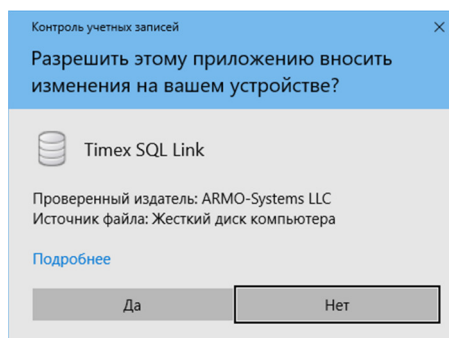 Контроль учетных записей
Разрешить этому приложению вносить
изменения на вашем устройстве?
Timex SQL Link
Проверенный издатель: ARMO-Systems LLC
Источник файла: Жесткий диск компьютера
Подробнее
Да
Нет